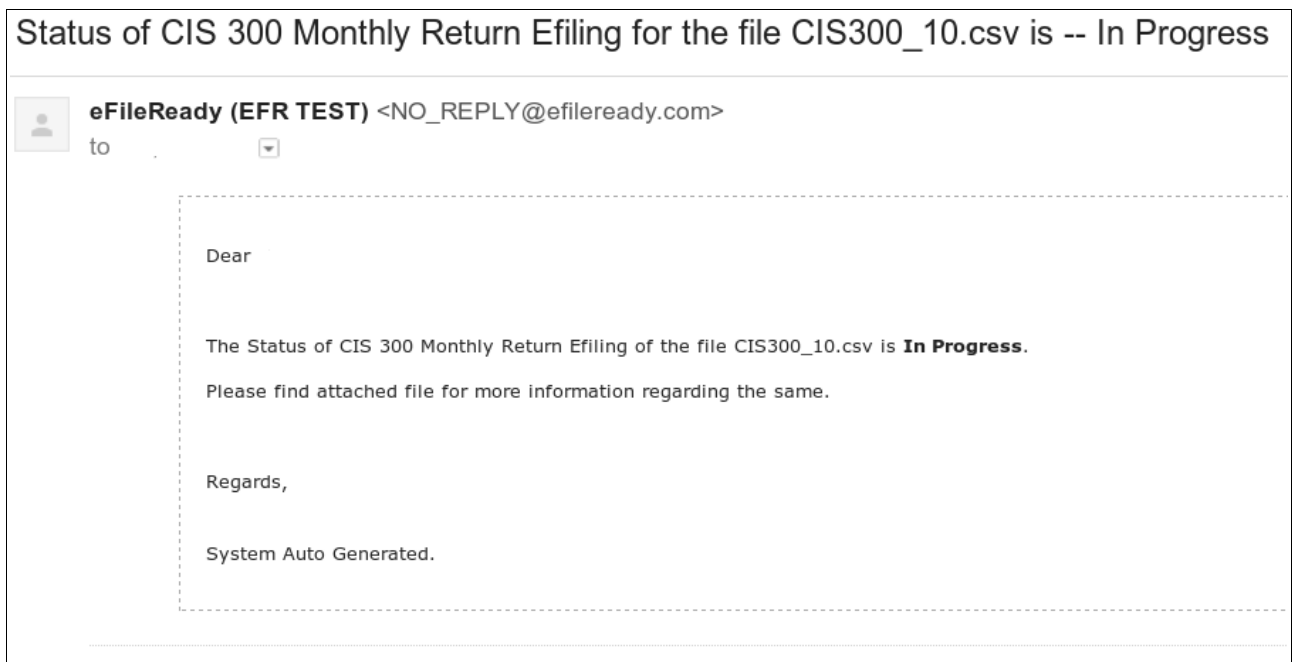 Status of CIS 300 Monthly Return Efiling for the file CIS300_10.csv is -- In Progress
eFileReady (EFR TEST) <NO_REPLY@efileready.com>
to
Dear
The Status of CIS 300 Monthly Return Efiling of the file CIS300_10.csv is In Progress.
Please find attached file for more information regarding the same.
Regards,
System Auto Generated.